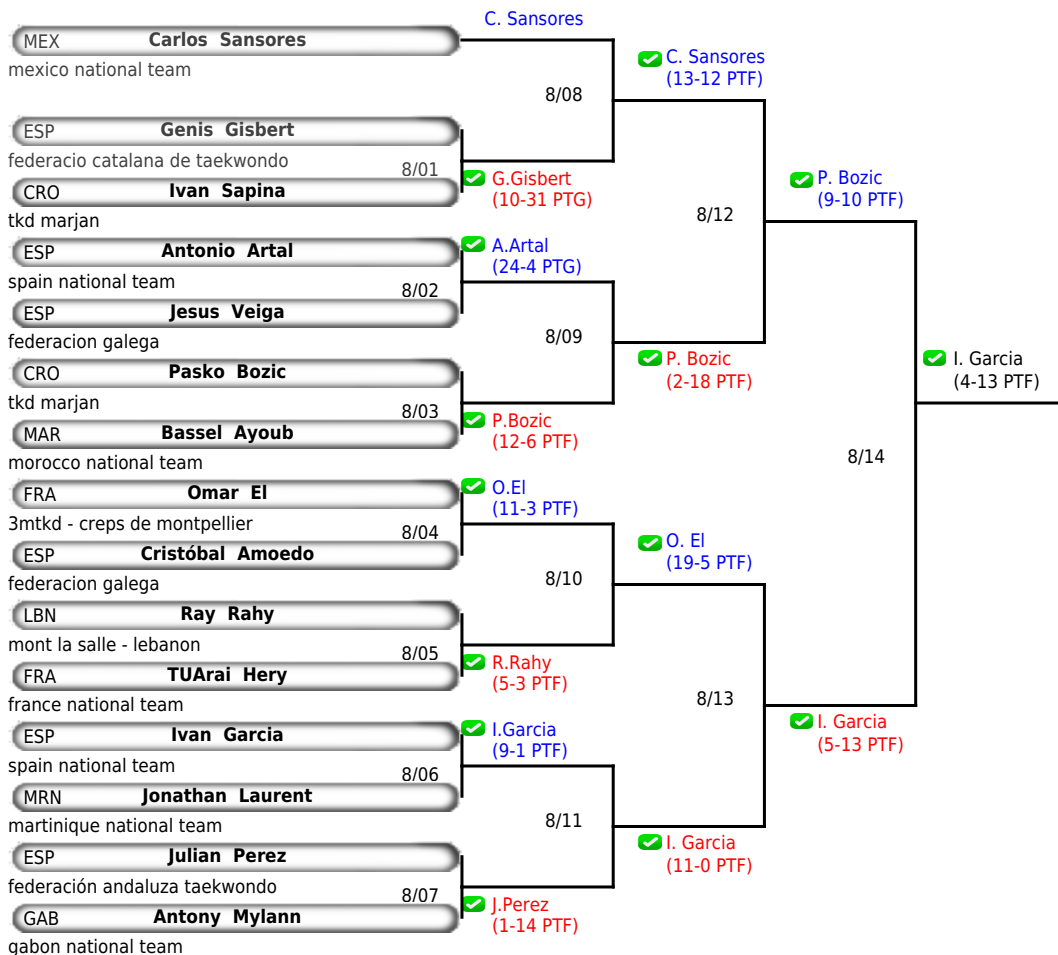 C. Sansores
MEX Carlos Sansores
mexico national team
C. Sansores
(13-12 PTF)
8/08
ESP Genis Gisbert
federacio catalana de taekwondo
8/01
CRO Ivan Sapina
tkd marjan
G.Gisbert
(10-31 PTG)
P. Bozic
(9-10 PTF)
8/12
ESP Antonio Artal
spain national team
A.Artal
(24-4 PTG)
8/02
ESP Jesus Veiga
federacion galega
8/09
P. Bozic
(2-18 PTF)
I. Garcia
(4-13 PTF)
CRO Pasko Bozic
tkd marjan
8/03
MAR Bassel Ayoub
morocco national team
P.Bozic
(12-6 PTF)
8/14
FRA Omar El
3mtkd - creps de montpellier
O.El
(11-3 PTF)
8/04
ESP Cristóbal Amoedo
federacion galega
O. El
(19-5 PTF)
8/10
LBN Ray Rahy
mont la salle - lebanon
8/05
FRA TUArai Hery
france national team
R.Rahy
(5-3 PTF)
8/13
I. Garcia
(5-13 PTF)
ESP Ivan Garcia
spain national team
I.Garcia
(9-1 PTF)
8/06
MRN Jonathan Laurent
martinique national team
8/11
I. Garcia
(11-0 PTF)
ESP Julian Perez
federación andaluza taekwondo
8/07
GAB Antony Mylann
gabon national team
J.Perez
(1-14 PTF)